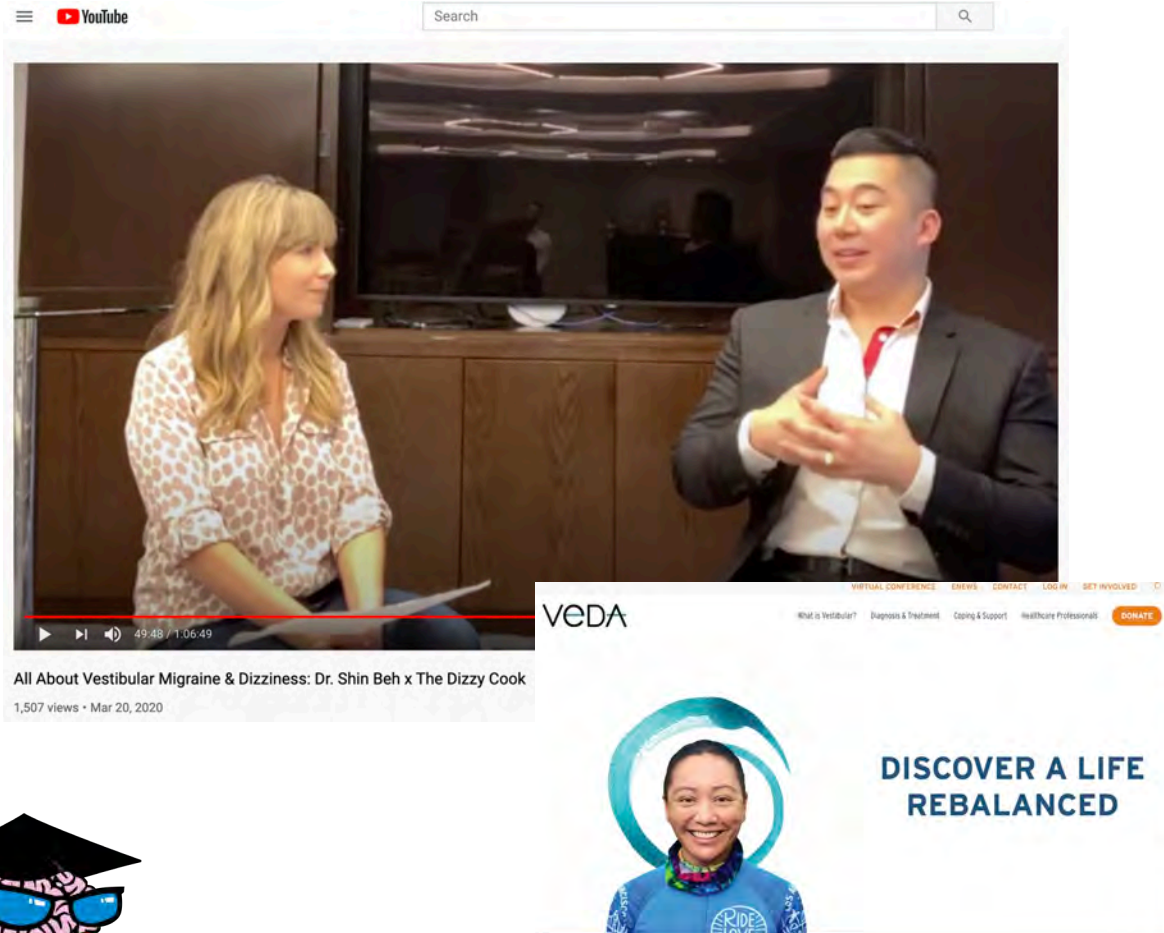 YouTube
Search
49:48 / 1:06:49
All About Vestibular Migraine & Dizziness: Dr. Shin Beh x The Dizzy Cook
1,507 views • Mar 20, 2020
VIRTUAL CONFERENCE ENEWS CONTACT LOG IN GET INVOLVED
VEDA
What is Vestibular? Diagnosis & Treatment Coping & Support Healthcare Professionals DONATE
DISCOVER A LIFE
REBALANCED
RIDE
LOVE